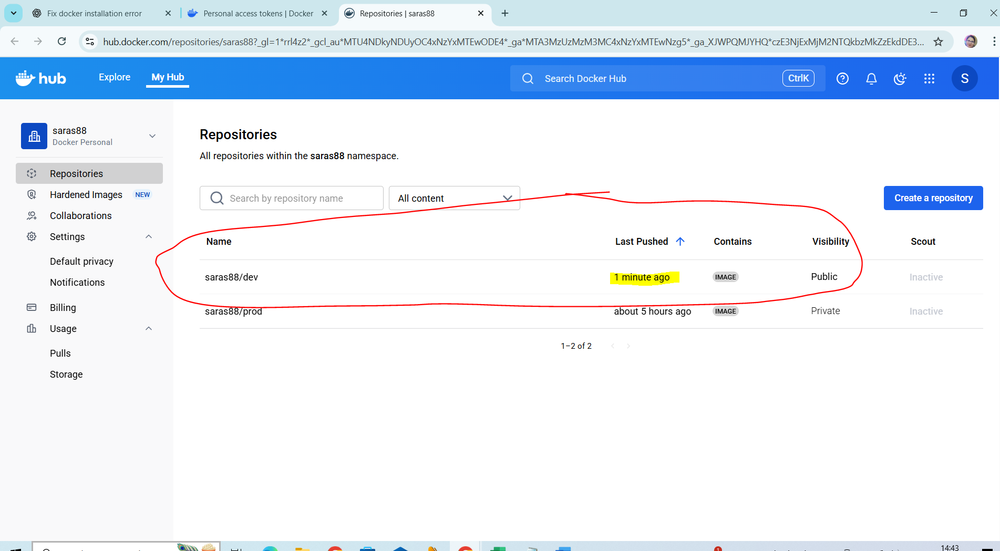 Fix docker installation error
Personal access tokens | Docker
Repositories | saras88
hub.docker.com/repositories/saras88?_gl=1*rrl4z2*_gcl_au*MTU4NDkyNDUyOC4xNzYxMTEwODE4*_ga*MTA3MzUzMzM3MC4xNzYxMTEwNzg5*_ga_XJWPQMJYHQ*czE3NjExMjM2NTQkbzMkZzEkdDE3...
hub
Explore
My Hub
Search Docker Hub
CtrlK
S
saras88
Docker Personal
Repositories
Hardened Images NEW
Collaborations
Settings
Default privacy
Notifications
Billing
Usage
Pulls
Storage
Repositories
All repositories within the saras88 namespace.
Search by repository name
All content
Create a repository
Name Last Pushed Contains Visibility Scout
saras88/dev 1 minute ago IMAGE Public Inactive
saras88/prod about 5 hours ago IMAGE Private Inactive
1–2 of 2
1
14:43